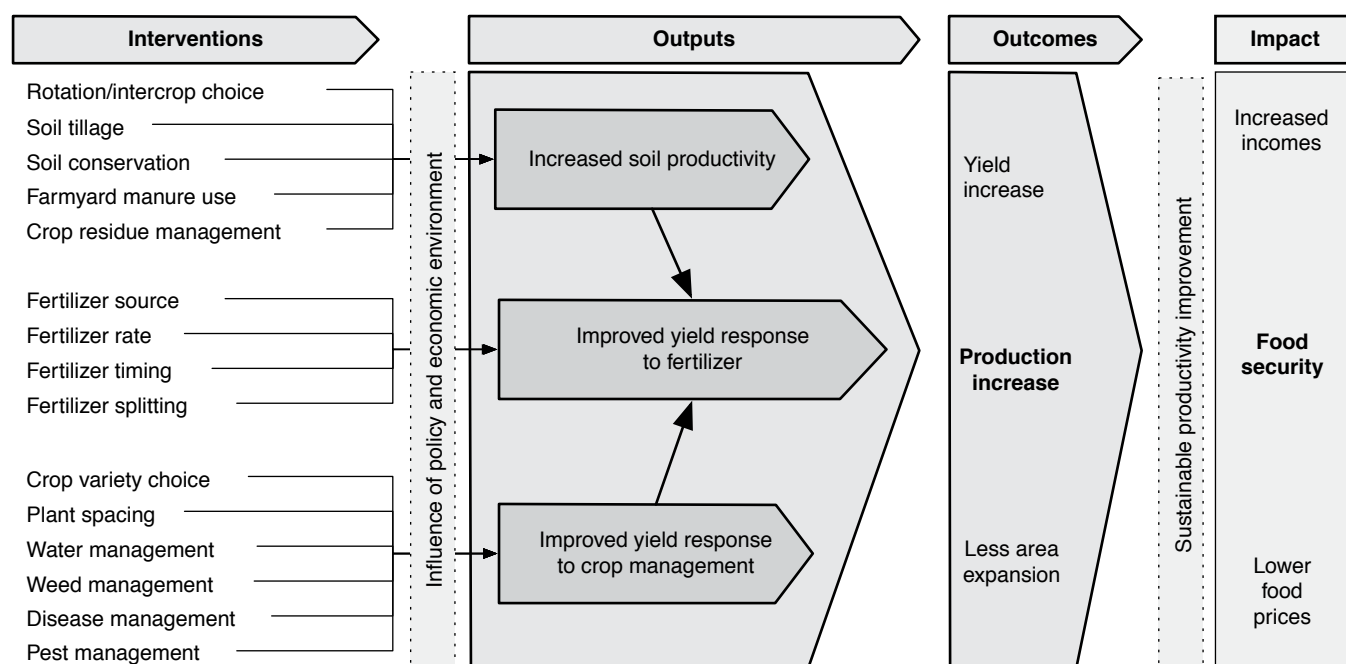 Interventions
Outputs
Outcomes
Impact
Rotation/intercrop choice
Soil tillage
Soil conservation
Farmyard manure use
Crop residue management
Fertilizer source
Fertilizer rate
Fertilizer timing
Fertilizer splitting
Crop variety choice
Plant spacing
Water management
Weed management
Disease management
Pest management
Influence of policy and economic environment
Increased soil productivity
Improved yield response
to fertilizer
Improved yield response
to crop management
Yield
increase
Production
increase
Less area
expansion
Sustainable productivity improvement
Increased
incomes
Food
security
Lower
food
prices